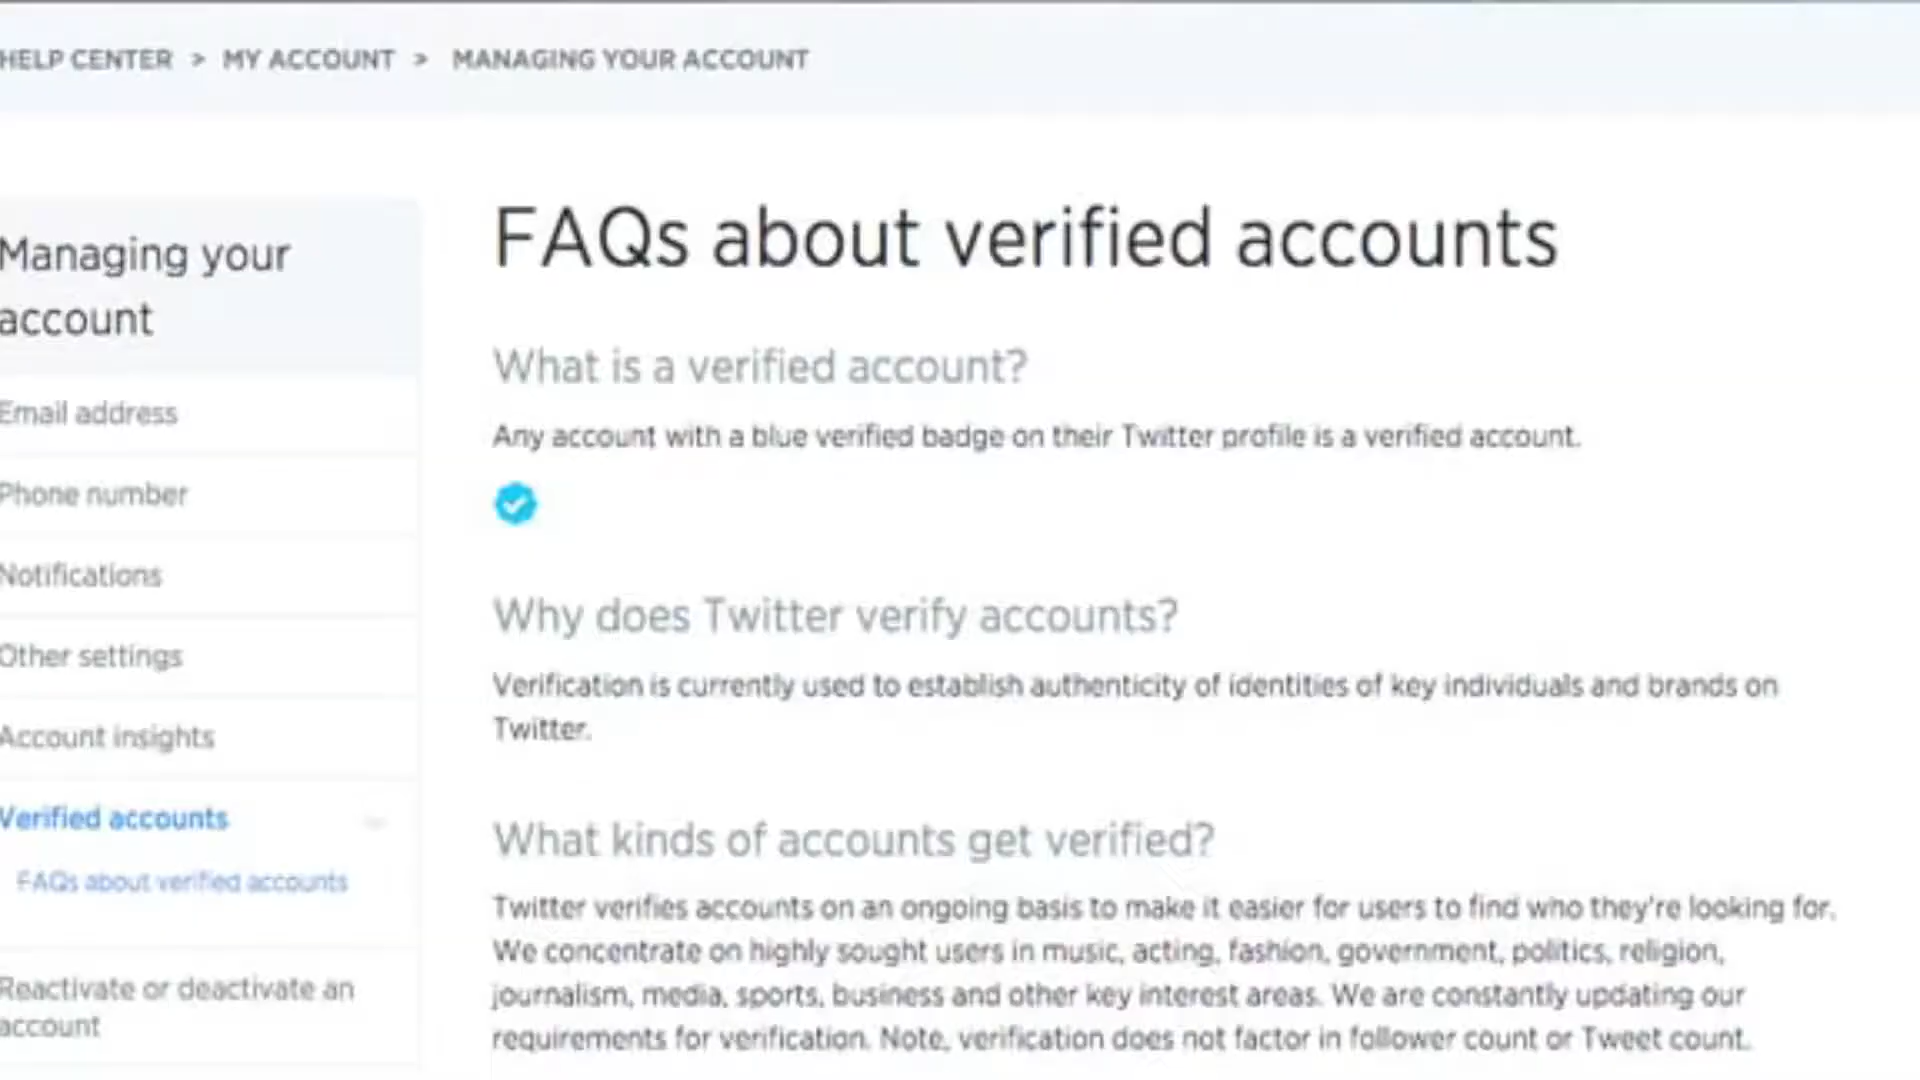 HELP CENTER > MY ACCOUNT > MANAGING YOUR ACCOUNT
Managing your
account
Email address
Phone number
Notifications
Other settings
Account insights
Verified accounts
FAQs about verified accounts
Reactivate or deactivate an
account
FAQs about verified accounts
What is a verified account?
Any account with a blue verified badge on their Twitter profile is a verified account.
Why does Twitter verify accounts?
Verification is currently used to establish authenticity of identities of key individuals and brands on
Twitter.
What kinds of accounts get verified?
Twitter verifies accounts on an ongoing basis to make it easier for users to find who they're looking for.
We concentrate on highly sought users in music, acting, fashion, government, politics, religion,
journalism, media, sports, business and other key interest areas. We are constantly updating our
requirements for verification. Note, verification does not factor in follower count or Tweet count.